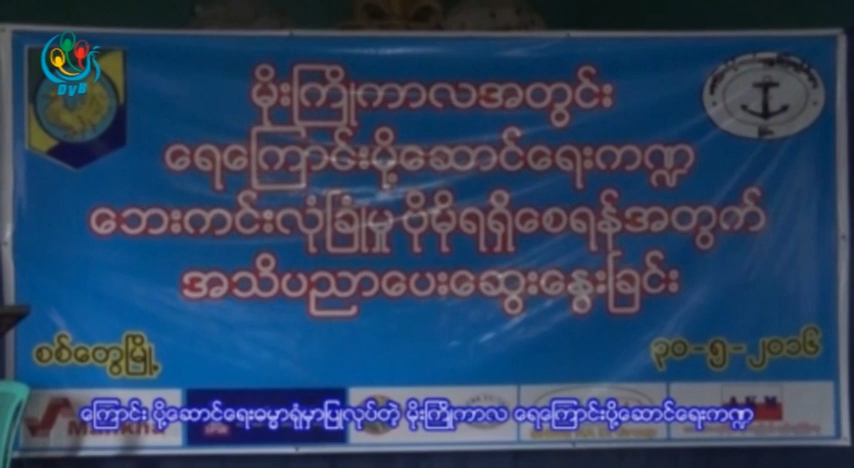 DVB
မိုးကြိုကာလအတွင်း
ရေကြောင်းပို့ဆောင်ရေးကဏ္ဍ
ဘေးကင်းလုံခြုံမှု ပိုမိုရရှိစေရန်အတွက်
အသိပညာပေးဆွေးနွေးခြင်း
စစ်တွေမြို့
၃၀-၅-၂၀၁၆
ကြောင်း ပို့ဆောင်ရေးဓမ္မာရုံမှာပြုလုပ်တဲ့ မိုးကြိုကာလ ရေကြောင်းပို့ဆောင်ရေးကဏ္ဍ